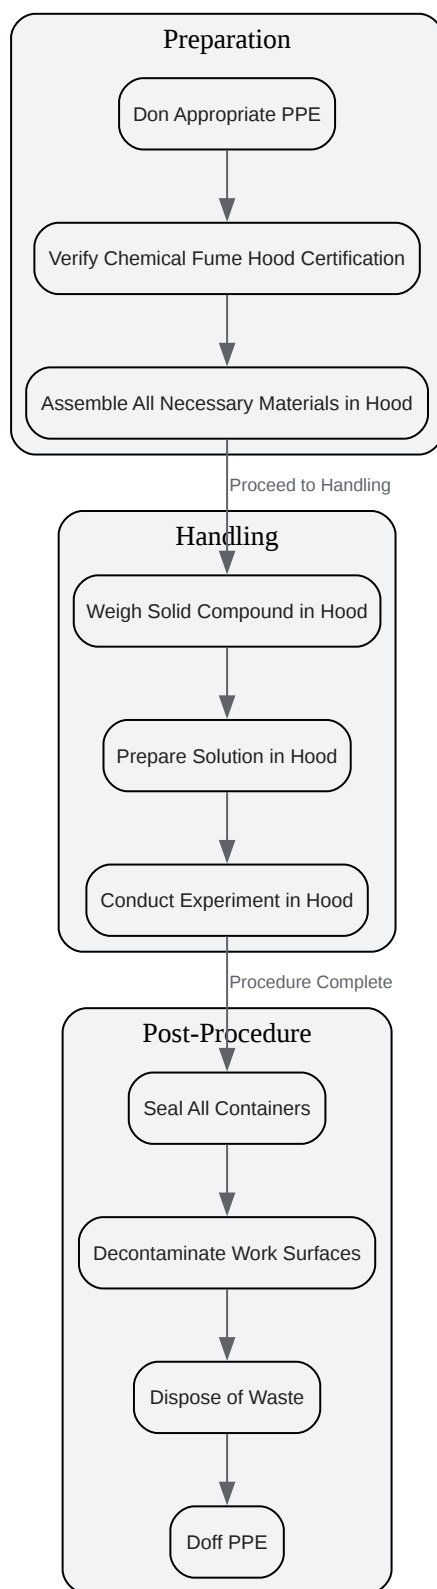 Preparation
Don Appropriate PPE
Verify Chemical Fume Hood Certification
Assemble All Necessary Materials in Hood
Proceed to Handling
Handling
Weigh Solid Compound in Hood
Prepare Solution in Hood
Conduct Experiment in Hood
Procedure Complete
Post-Procedure
Seal All Containers
Decontaminate Work Surfaces
Dispose of Waste
Doff PPE